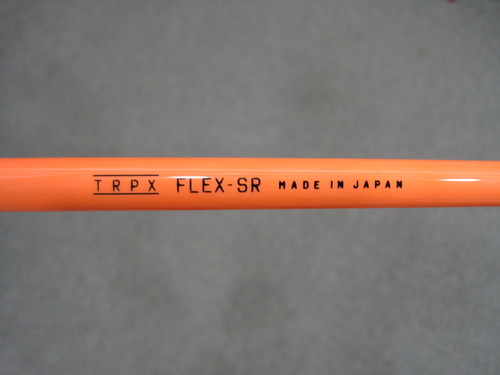 TRPX FLEX-SR MADE IN JAPAN